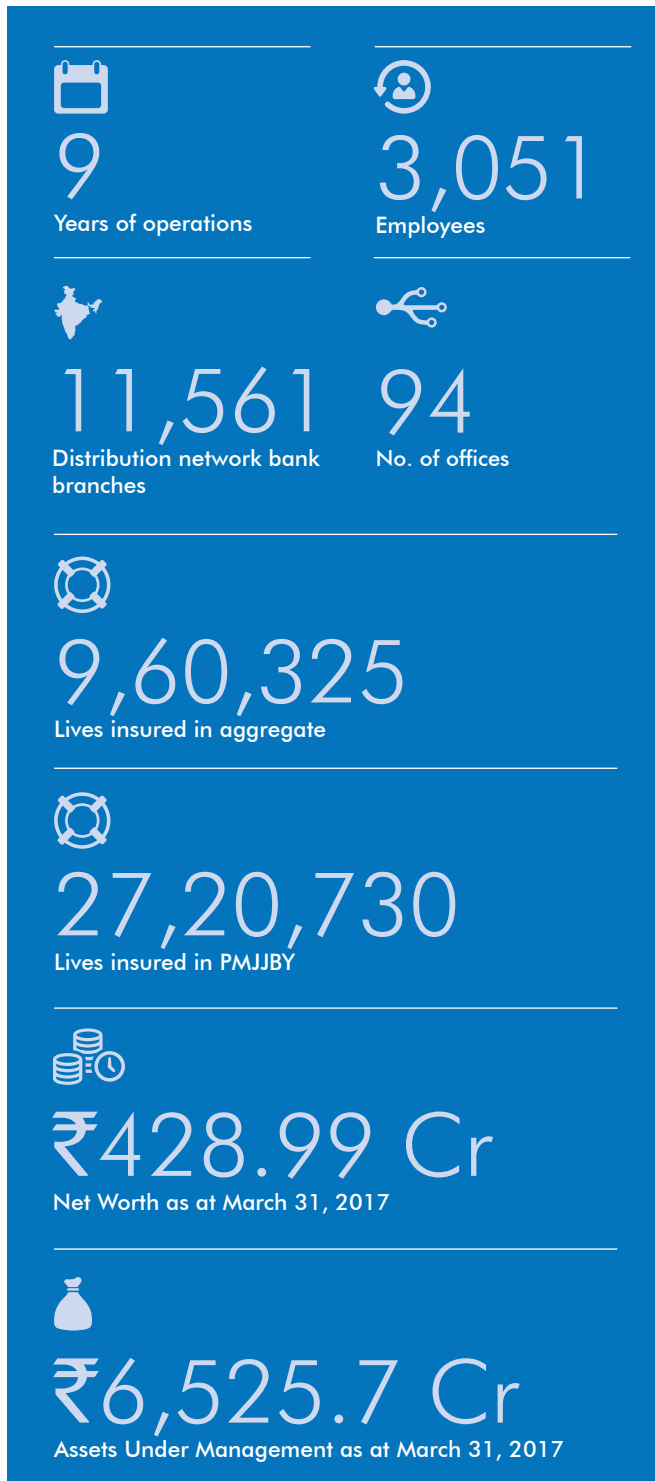 9
Years of operations
3,051
Employees
11,561
Distribution network bank
branches
94
No. of offices
9,60,325
Lives insured in aggregate
27,20,730
Lives insured in PMJJBY
₹428.99 Cr
Net Worth as at March 31, 2017
₹6,525.7 Cr
Assets Under Management as at March 31, 2017